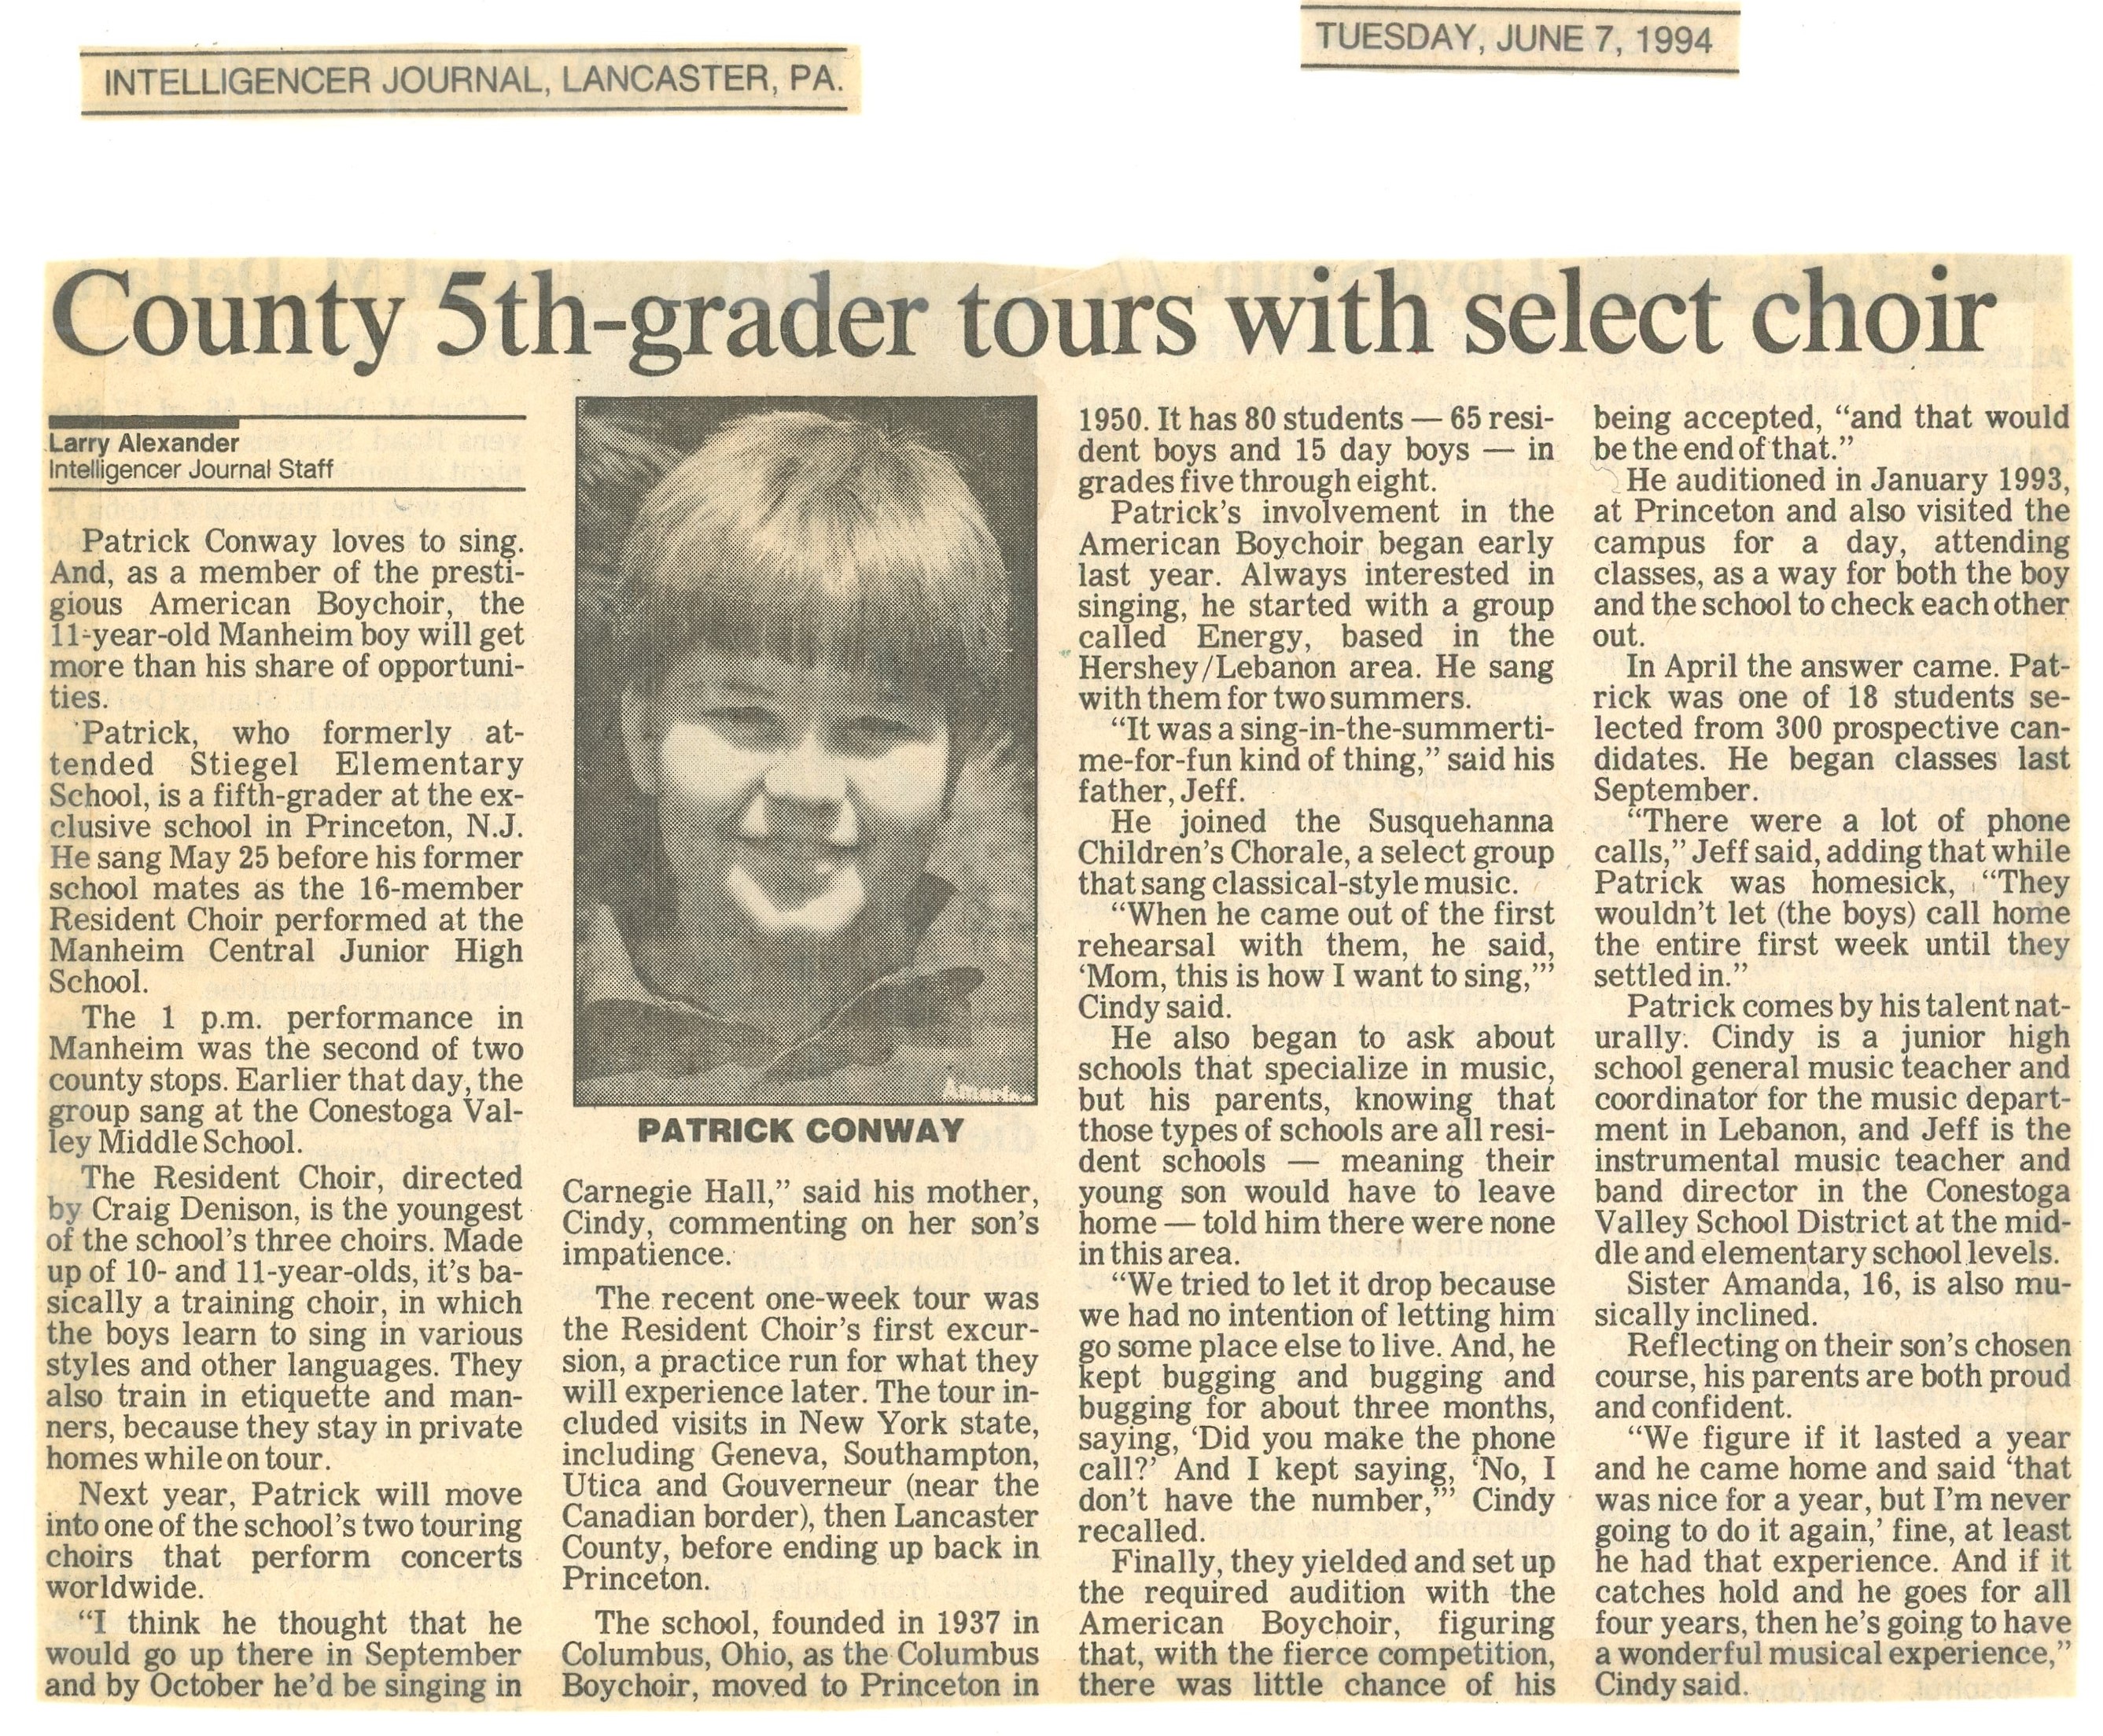 INTELLIGENCER JOURNAL, LANCASTER, PA.
TUESDAY, JUNE 7, 1994
County 5th-grader tours with select choir
Larry Alexander
Intelligencer Journal Staff
Patrick Conway loves to sing.
And, as a member of the presti-
gious American Boychoir, the
11-year-old Manheim boy will get
more than his share of opportuni-
ties.
Patrick, who formerly at-
tended Stiegel Elementary
School, is a fifth-grader at the ex-
clusive school in Princeton, N.J.
He sang May 25 before his former
school mates as the 16-member
Resident Choir performed at the
Manheim Central Junior High
School.
The 1 p.m. performance in
Manheim was the second of two
county stops. Earlier that day, the
group sang at the Conestoga Val-
ley Middle School.
The Resident Choir, directed
by Craig Denison, is the youngest
of the school's three choirs. Made
up of 10- and 11-year-olds, it's ba-
sically a training choir, in which
the boys learn to sing in various
styles and other languages. They
also train in etiquette and man-
ners, because they stay in private
homes while on tour.
Next year, Patrick will move
into one of the school's two touring
choirs that perform concerts
worldwide.
"I think he thought that he
would go up there in September
and by October he'd be singing in
PATRICK CONWAY
Carnegie Hall," said his mother,
Cindy, commenting on her son's
impatience.
The recent one-week tour was
the Resident Choir's first excur-
sion, a practice run for what they
will experience later. The tour in-
cluded visits in New York state,
including Geneva, Southampton,
Utica and Gouverneur (near the
Canadian border), then Lancaster
County, before ending up back in
Princeton.
The school, founded in 1937 in
Columbus, Ohio, as the Columbus
Boychoir, moved to Princeton in
1950. It has 80 students — 65 resi-
dent boys and 15 day boys — in
grades five through eight.
Patrick's involvement in the
American Boychoir began early
last year. Always interested in
singing, he started with a group
called Energy, based in the
Hershey/Lebanon area. He sang
with them for two summers.
"It was a sing-in-the-summerti-
me-for-fun kind of thing," said his
father, Jeff.
He joined the Susquehanna
Children's Chorale, a select group
that sang classical-style music.
"When he came out of the first
rehearsal with them, he said,
'Mom, this is how I want to sing,'"
Cindy said.
He also began to ask about
schools that specialize in music,
but his parents, knowing that
those types of schools are all resi-
dent schools — meaning their
young son would have to leave
home — told him there were none
in this area.
"We tried to let it drop because
we had no intention of letting him
go some place else to live. And, he
kept bugging and bugging and
bugging for about three months,
saying, 'Did you make the phone
call?' And I kept saying, 'No, I
don't have the number,'" Cindy
recalled.
Finally, they yielded and set up
the required audition with the
American Boychoir, figuring
that, with the fierce competition,
there was little chance of his
being accepted, "and that would
be the end of that."
He auditioned in January 1993,
at Princeton and also visited the
campus for a day, attending
classes, as a way for both the boy
and the school to check each other
out.
In April the answer came. Pat-
rick was one of 18 students se-
lected from 300 prospective can-
didates. He began classes last
September.
"There were a lot of phone
calls," Jeff said, adding that while
Patrick was homesick, "They
wouldn't let (the boys) call home
the entire first week until they
settled in."
Patrick comes by his talent nat-
urally. Cindy is a junior high
school general music teacher and
coordinator for the music depart-
ment in Lebanon, and Jeff is the
instrumental music teacher and
band director in the Conestoga
Valley School District at the mid-
dle and elementary school levels.
Sister Amanda, 16, is also mu-
sically inclined.
Reflecting on their son's chosen
course, his parents are both proud
and confident.
"We figure if it lasted a year
and he came home and said 'that
was nice for a year, but I'm never
going to do it again,' fine, at least
he had that experience. And if it
catches hold and he goes for all
four years, then he's going to have
a wonderful musical experience,"
Cindy said.